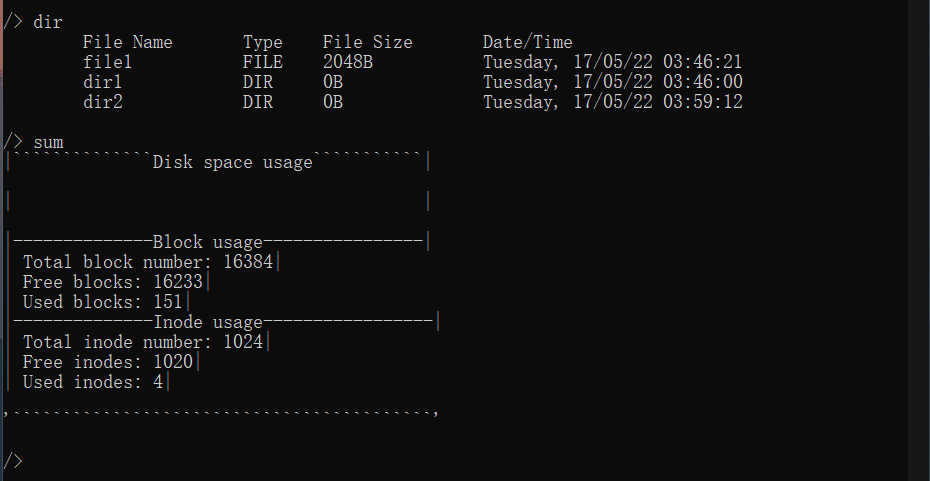 /> dir
        File Name       Type    File Size       Date/Time
        file1           FILE    2048B           Tuesday, 17/05/22 03:46:21
        dir1            DIR     0B              Tuesday, 17/05/22 03:46:00
        dir2            DIR     0B              Tuesday, 17/05/22 03:59:12
/> sum
|``````````````Disk space usage```````````|
|                                         |
|--------------Block usage----------------|
| Total block number: 16384|
| Free blocks: 16233|
| Used blocks: 151|
|--------------Inode usage-----------------|
| Total inode number: 1024|
| Free inodes: 1020|
| Used inodes: 4|
,``````````````````````````````````````````,
/>